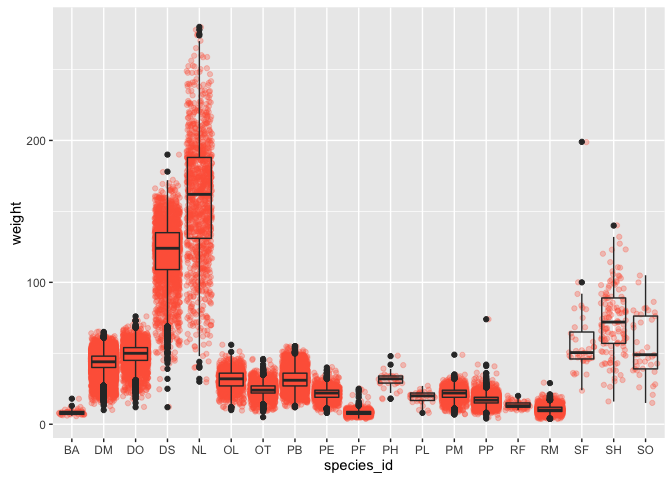 weight
200
100
0
BA DM DO DS NL OL OT PB PE PF PH PL PM PP RF RM SF SH SO
species_id